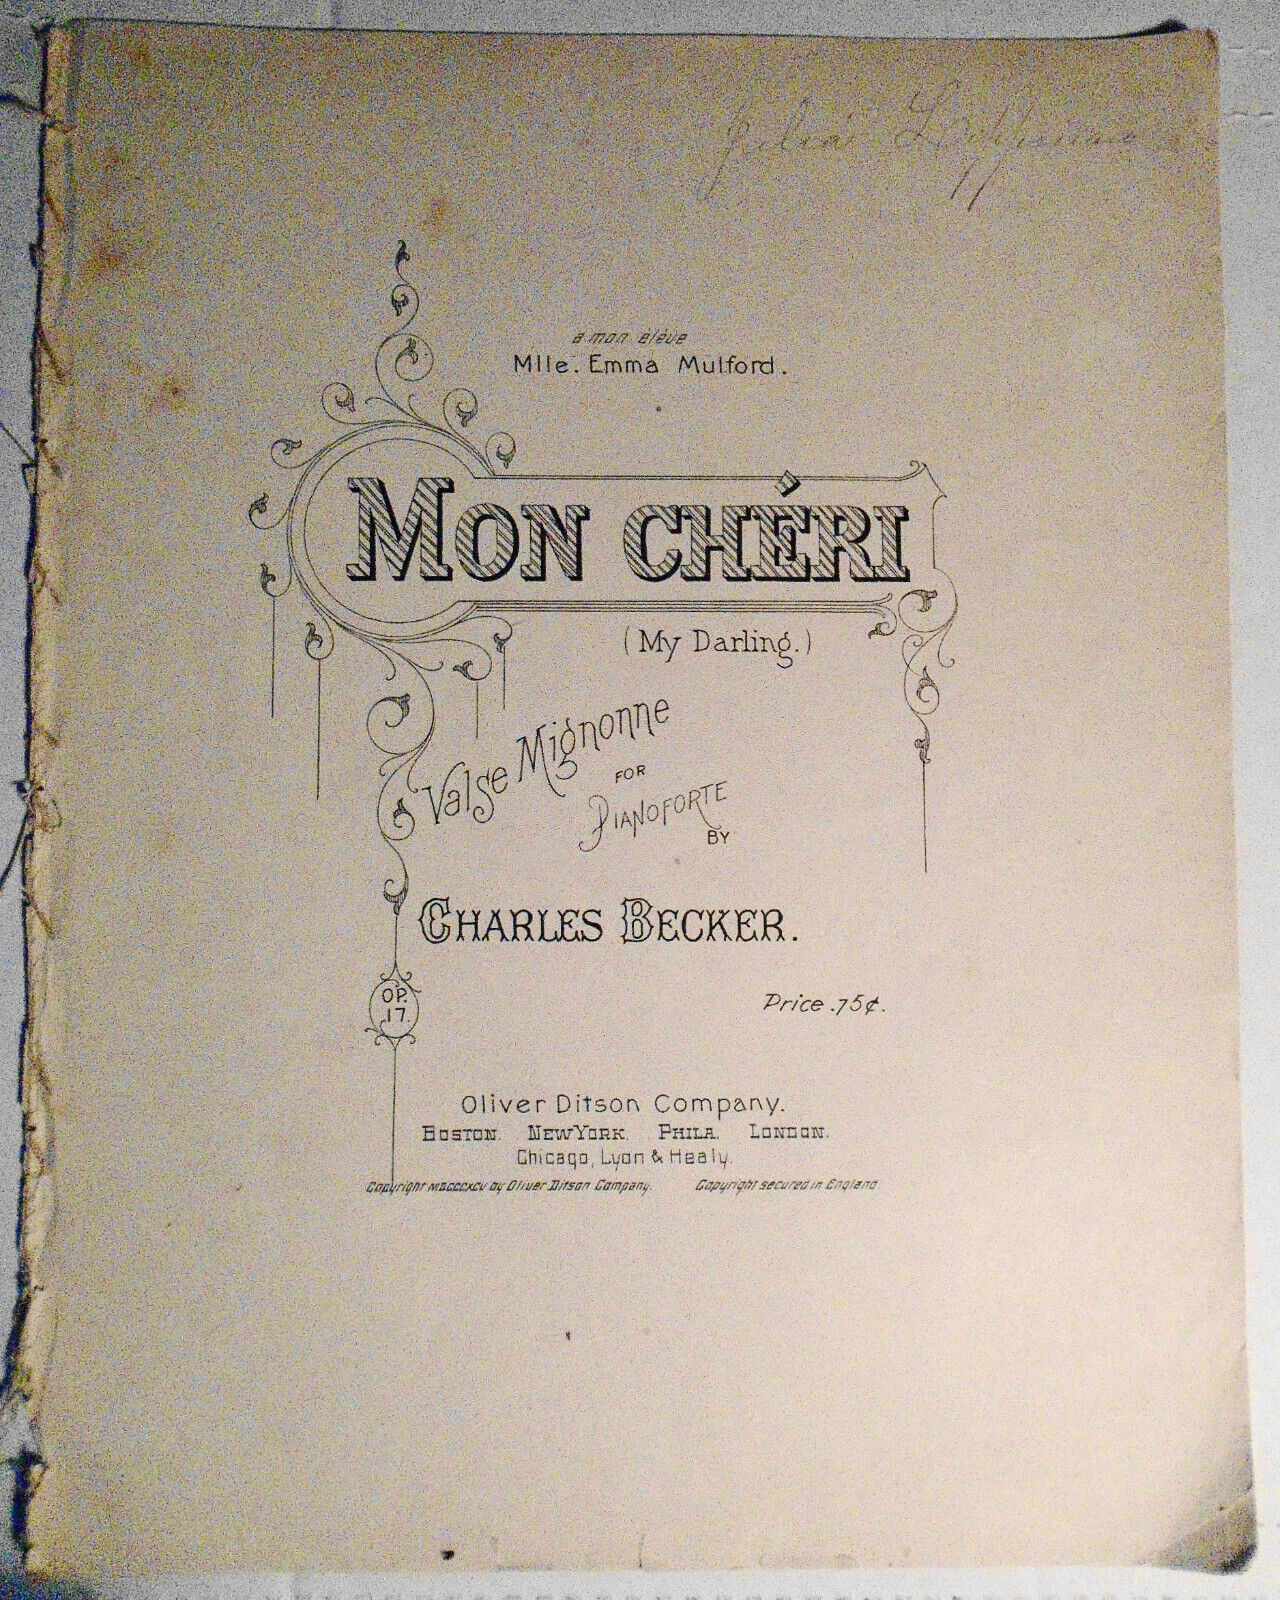 Julia
a mon elève
Mlle. Emma Mulford.
MON CHÉRI
(My Darling.)
Valse Mignonne
FOR
PIANOFORTE
BY
CHARLES BECKER.
OP.
17.
Price .75¢.
Oliver Ditson Company.
BOSTON. NEW YORK. PHILA. LONDON.
Chicago, Lyon & Healy.
Copyright MDCCCXCV by Oliver Ditson Company. Copyright secured in England